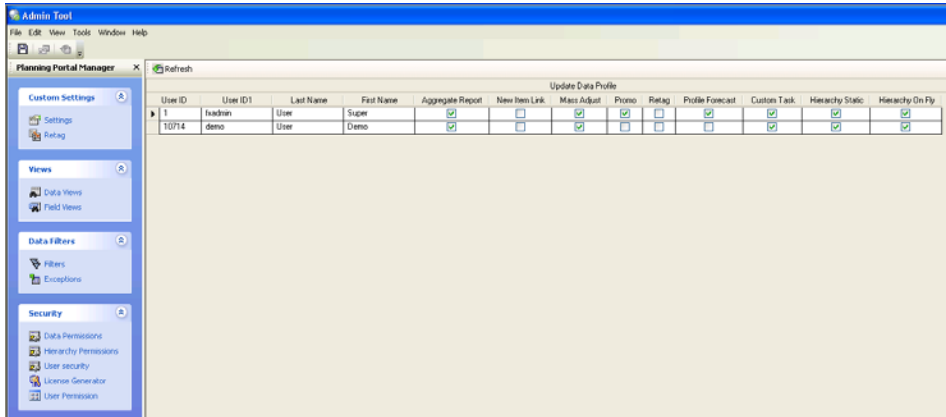 Admin Tool
File Edit View Tools Window Help
Planning Portal Manager
Refresh
Custom Settings
Settings
Retag
Views
Data Views
Field Views
Data Filters
Filters
Exceptions
Security
Data Permissions
Hierarchy Permissions
User security
License Generator
User Permission
Update Data Profile
User ID User ID1 Last Name First Name Aggregate Report New Item Link Mass Adjust Promo Retag Profile Forecast Custom Task Hierarchy Static Hierarchy On Fly
1 fxadmin User Super
10714 demo User Demo